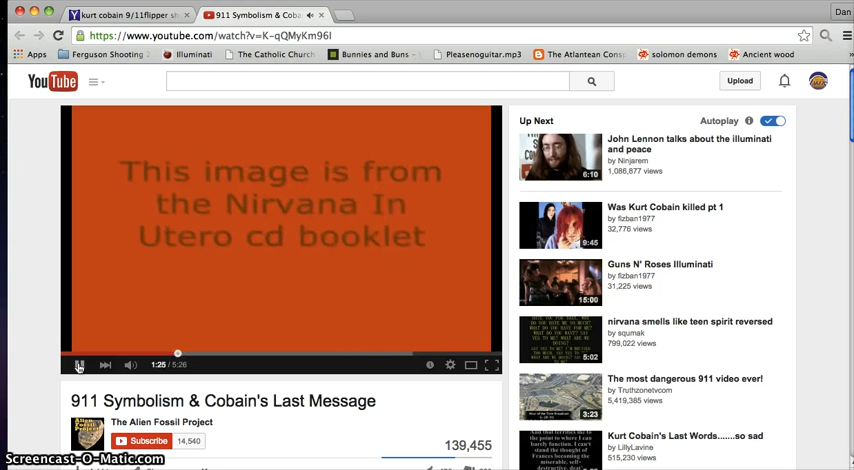 kurt cobain 9/11flipper sh
911 Symbolism & Coba
Dan
https://www.youtube.com/watch?v=K-qQMyKm96I
Apps
Ferguson Shooting
Illuminati
The Catholic Church
Bunnies and Buns –
Pleasenoguitar.mp3
The Atlantean Cons
solomon demons
Ancient wood
YouTube
Upload
This image is from
the Nirvana In
Utero cd booklet
1:25 / 5:26
911 Symbolism & Cobain's Last Message
The Alien Fossil Project
Subscribe 14,540
139,455
Up Next
Autoplay
John Lennon talks about the illuminati
and peace
by Ninjarem
1,086,877 views
6:10
Was Kurt Cobain killed pt 1
by fizban1977
32,776 views
9:45
Guns N' Roses Illuminati
by fizban1977
31,225 views
15:00
nirvana smells like teen spirit reversed
by squmak
799,022 views
5:02
The most dangerous 911 video ever!
by Truthzonetvcom
5,419,385 views
3:23
Kurt Cobain's Last Words.......so sad
by LillyLavine
515,230 views
Screencast-O-Matic.com